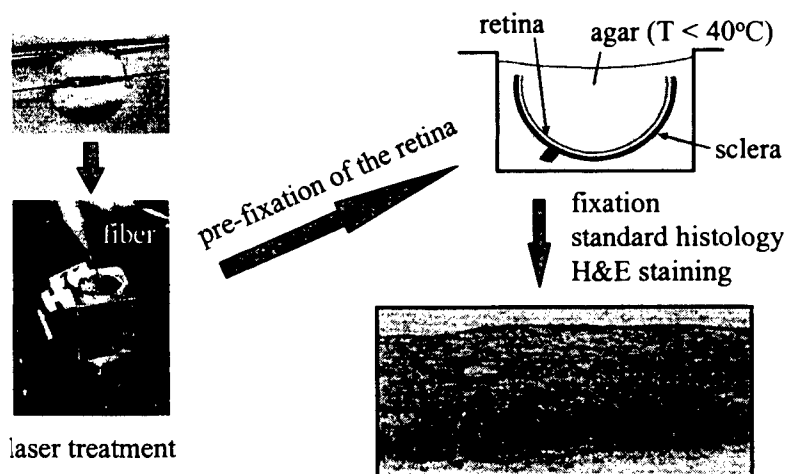 retina
agar (T < 40°C)
sclera
pre-fixation of the retina
fiber
fixation
standard histology
H&E staining
laser treatment